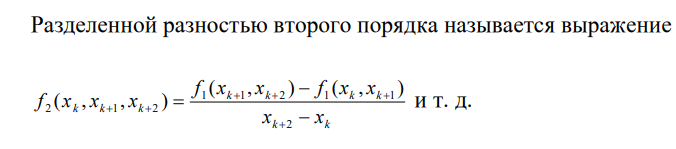 Разделенной разностью второго порядка называется выражение
f₂(xₖ, xₖ₊₁, xₖ₊₂) = (f₁(xₖ₊₁, xₖ₊₂) − f₁(xₖ, xₖ₊₁)) / (xₖ₊₂ − xₖ) и т. д.